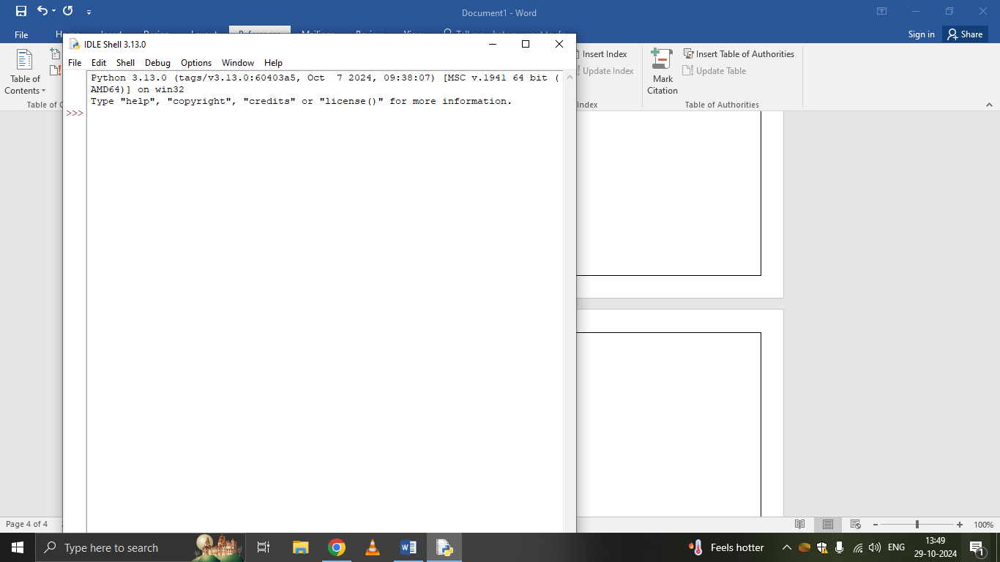 Document1 - Word
File
Sign in
Share
IDLE Shell 3.13.0
File Edit Shell Debug Options Window Help
Python 3.13.0 (tags/v3.13.0:60403a5, Oct  7 2024, 09:38:07) [MSC v.1941 64 bit (
AMD64)] on win32
Type "help", "copyright", "credits" or "license()" for more information.
>>>
Table of
Contents
Table of
Insert Index
Update Index
Index
Mark
Citation
Insert Table of Authorities
Update Table
Table of Authorities
Page 4 of 4
100%
Type here to search
Feels hotter
ENG
13:49
29-10-2024
1